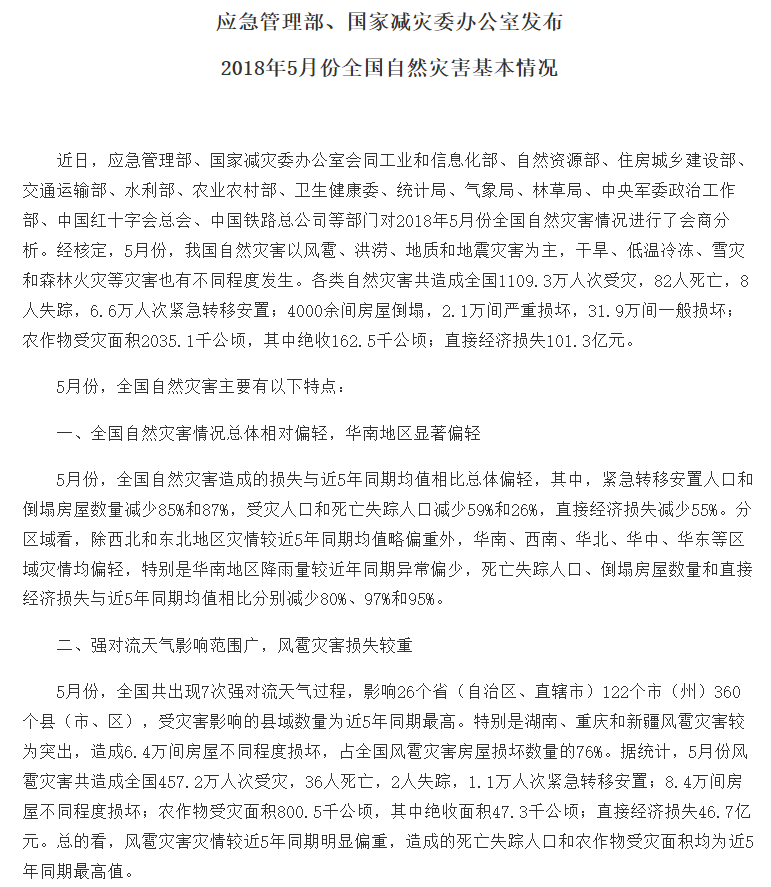 应急管理部、国家减灾委办公室发布
2018年5月份全国自然灾害基本情况
近日，应急管理部、国家减灾委办公室会同工业和信息化部、自然资源部、住房城乡建设部、
交通运输部、水利部、农业农村部、卫生健康委、统计局、气象局、林草局、中央军委政治工作
部、中国红十字会总会、中国铁路总公司等部门对2018年5月份全国自然灾害情况进行了会商分
析。经核定，5月份，我国自然灾害以风雹、洪涝、地质和地震灾害为主，干旱、低温冷冻、雪灾
和森林火灾等灾害也有不同程度发生。各类自然灾害共造成全国1109.3万人次受灾，82人死亡，8
人失踪，6.6万人次紧急转移安置；4000余间房屋倒塌，2.1万间严重损坏，31.9万间一般损坏；
农作物受灾面积2035.1千公顷，其中绝收162.5千公顷；直接经济损失101.3亿元。
5月份，全国自然灾害主要有以下特点：
一、全国自然灾害情况总体相对偏轻，华南地区显著偏轻
5月份，全国自然灾害造成的损失与近5年同期均值相比总体偏轻，其中，紧急转移安置人口和
倒塌房屋数量减少85%和87%，受灾人口和死亡失踪人口减少59%和26%，直接经济损失减少55%。分
区域看，除西北和东北地区灾情较近5年同期均值略偏重外，华南、西南、华北、华中、华东等区
域灾情均偏轻，特别是华南地区降雨量较近年同期异常偏少，死亡失踪人口、倒塌房屋数量和直接
经济损失与近5年同期均值相比分别减少80%、97%和95%。
二、强对流天气影响范围广，风雹灾害损失较重
5月份，全国共出现7次强对流天气过程，影响26个省（自治区、直辖市）122个市（州）360
个县（市、区），受灾害影响的县域数量为近5年同期最高。特别是湖南、重庆和新疆风雹灾害较
为突出，造成6.4万间房屋不同程度损坏，占全国风雹灾害房屋损坏数量的76%。据统计，5月份风
雹灾害共造成全国457.2万人次受灾，36人死亡，2人失踪，1.1万人次紧急转移安置；8.4万间房
屋不同程度损坏；农作物受灾面积800.5千公顷，其中绝收面积47.3千公顷；直接经济损失46.7亿
元。总的看，风雹灾害灾情较近5年同期明显偏重，造成的死亡失踪人口和农作物受灾面积均为近5
年同期最高值。